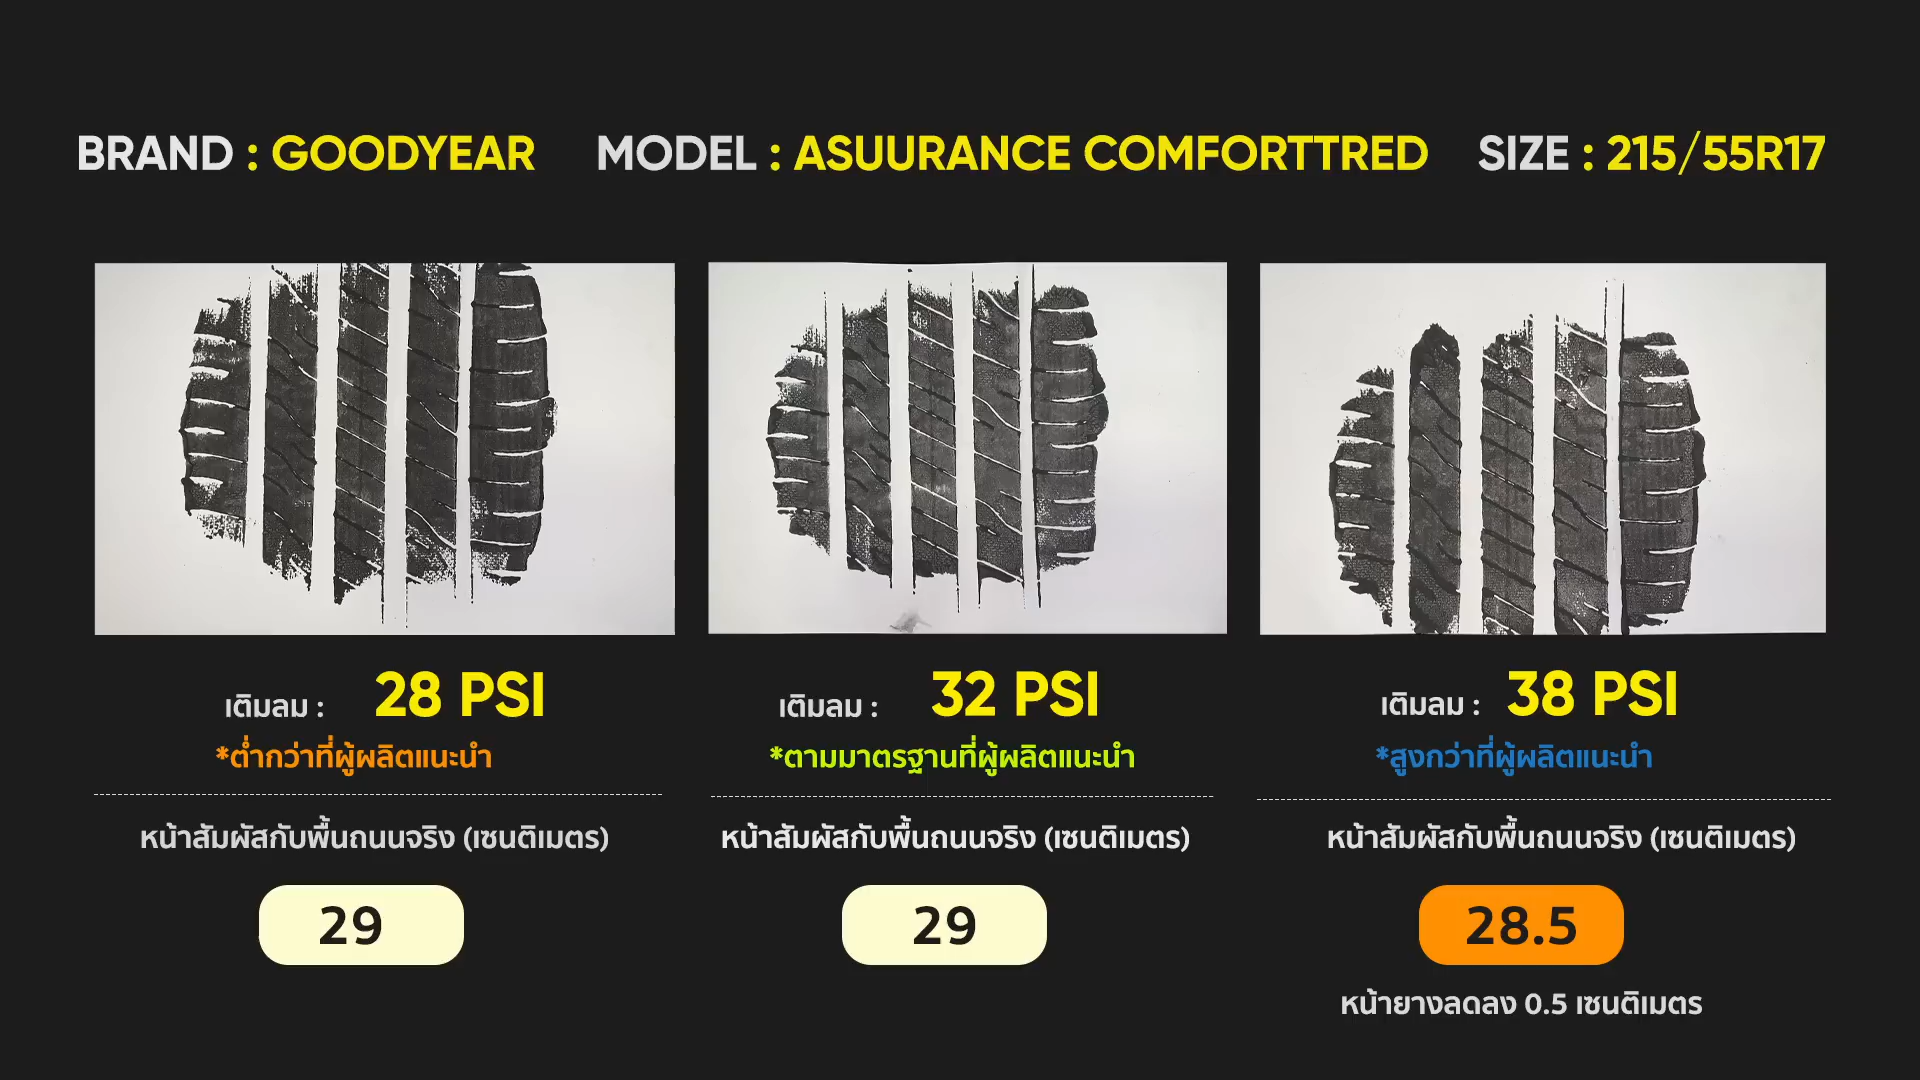 BRAND : GOODYEAR MODEL : ASUURANCE COMFORTTRED SIZE : 215/55R17
เติมลม : 28 PSI
*ต่ำกว่าที่ผู้ผลิตแนะนำ
หน้าสัมผัสกับพื้นถนนจริง (เซนติเมตร)
29
เติมลม : 32 PSI
*ตามมาตรฐานที่ผู้ผลิตแนะนำ
หน้าสัมผัสกับพื้นถนนจริง (เซนติเมตร)
29
เติมลม : 38 PSI
*สูงกว่าที่ผู้ผลิตแนะนำ
หน้าสัมผัสกับพื้นถนนจริง (เซนติเมตร)
28.5
หน้ายางลดลง 0.5 เซนติเมตร